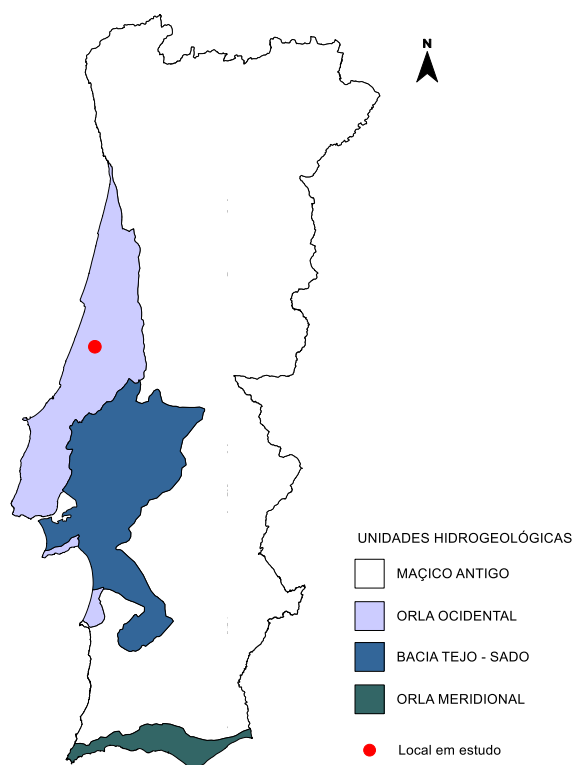 N
UNIDADES HIDROGEOLÓGICAS
MAÇICO ANTIGO
ORLA OCIDENTAL
BACIA TEJO - SADO
ORLA MERIDIONAL
Local em estudo